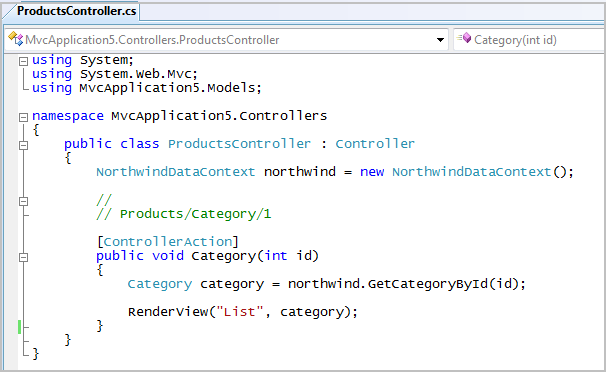 ProductsController.cs
MvcApplication5.Controllers.ProductsController Category(int id)
using System;
using System.Web.Mvc;
using MvcApplication5.Models;
namespace MvcApplication5.Controllers
{
public class ProductsController : Controller
{
NorthwindDataContext northwind = new NorthwindDataContext();
//
// Products/Category/1
[ControllerAction]
public void Category(int id)
{
Category category = northwind.GetCategoryById(id);
RenderView("List", category);
}
}
}